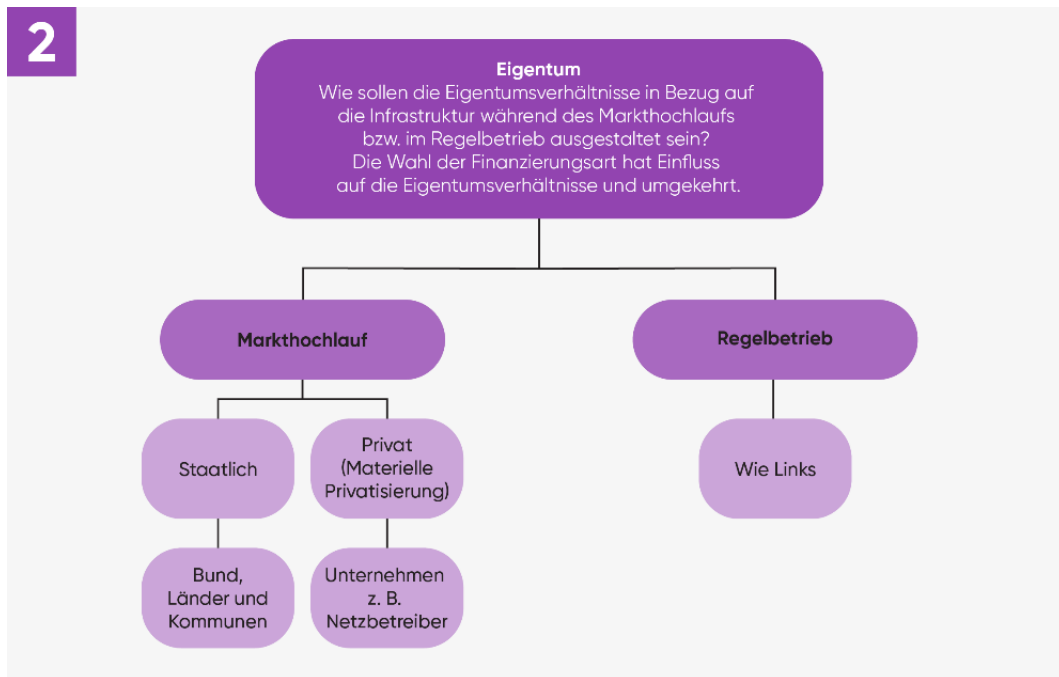 2
Eigentum
Wie sollen die Eigentumsverhältnisse in Bezug auf
die Infrastruktur während des Markthochlaufs
bzw. im Regelbetrieb ausgestaltet sein?
Die Wahl der Finanzierungsart hat Einfluss
auf die Eigentumsverhältnisse und umgekehrt.
Markthochlauf
Regelbetrieb
Staatlich
Privat
(Materielle
Privatisierung)
Wie Links
Bund,
Länder und
Kommunen
Unternehmen
z. B.
Netzbetreiber